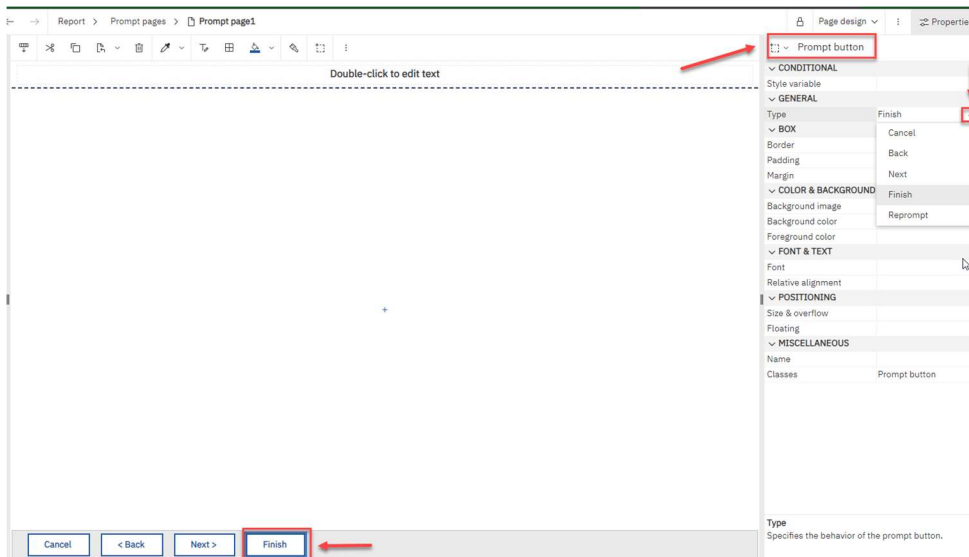 Report > Prompt pages > Prompt page1
Page design
Propertie
Prompt button
Double-click to edit text
CONDITIONAL
Style variable
GENERAL
Type Finish
Cancel
Back
Next
Finish
Reprompt
BOX
Border
Padding
Margin
COLOR & BACKGROUND
Background image
Background color
Foreground color
FONT & TEXT
Font
Relative alignment
POSITIONING
Size & overflow
Floating
MISCELLANEOUS
Name
Classes Prompt button
Type
Specifies the behavior of the prompt button.
Cancel < Back Next > Finish